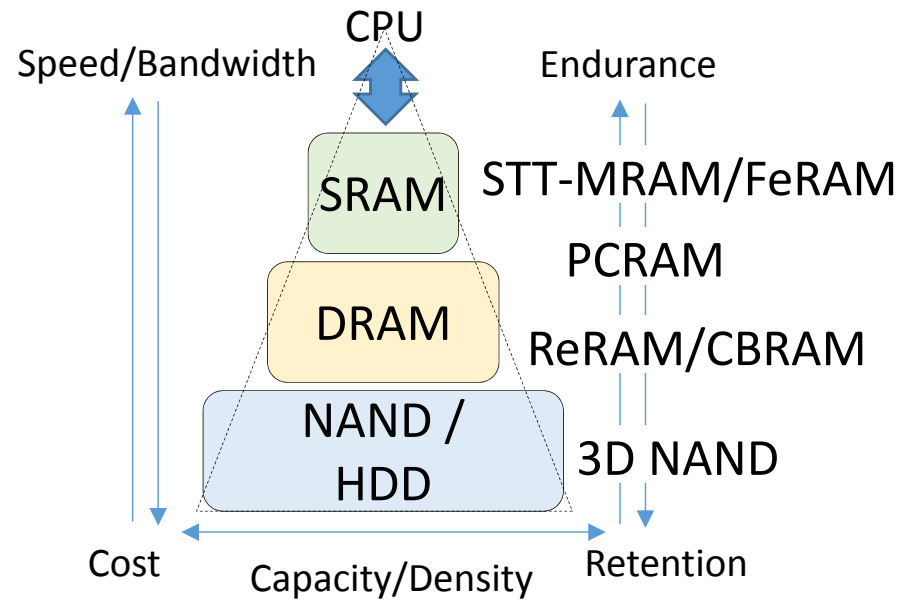 CPU
Speed/Bandwidth
Endurance
SRAM
STT-MRAM/FeRAM
PCRAM
DRAM
ReRAM/CBRAM
NAND /
HDD
3D NAND
Cost
Capacity/Density
Retention